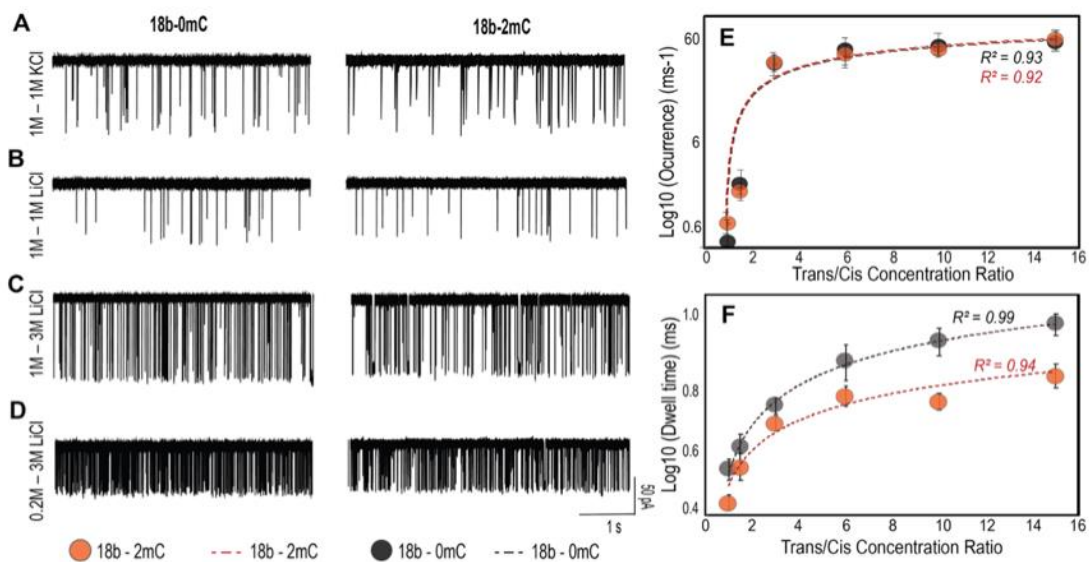 18b-0mC
18b-2mC
A
1M – 1M KCl
B
1M – 1M LiCl
C
1M – 3M LiCl
D
0.2M – 3M LiCl
50 pA
1 s
18b - 2mC
18b - 2mC
18b - 0mC
18b - 0mC
E
Log10 (Ocurrence) (ms-1)
60
6
0.6
R² = 0.93
R² = 0.92
0 2 4 6 8 10 12 14 16
Trans/Cis Concentration Ratio
F
Log10 (Dwell time) (ms)
1.0
0.8
0.6
0.4
R² = 0.99
R² = 0.94
0 2 4 6 8 10 12 14 16
Trans/Cis Concentration Ratio